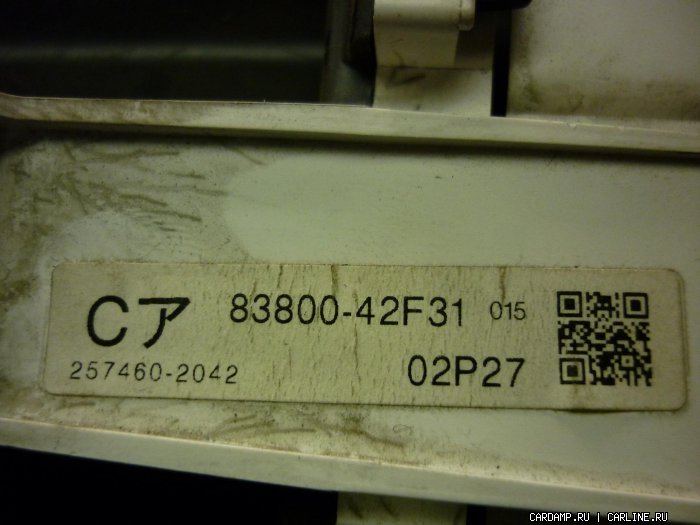 Cア 83800-42F31 015
257460-2042 02P27
CARDAMP.RU | CARLINE.RU